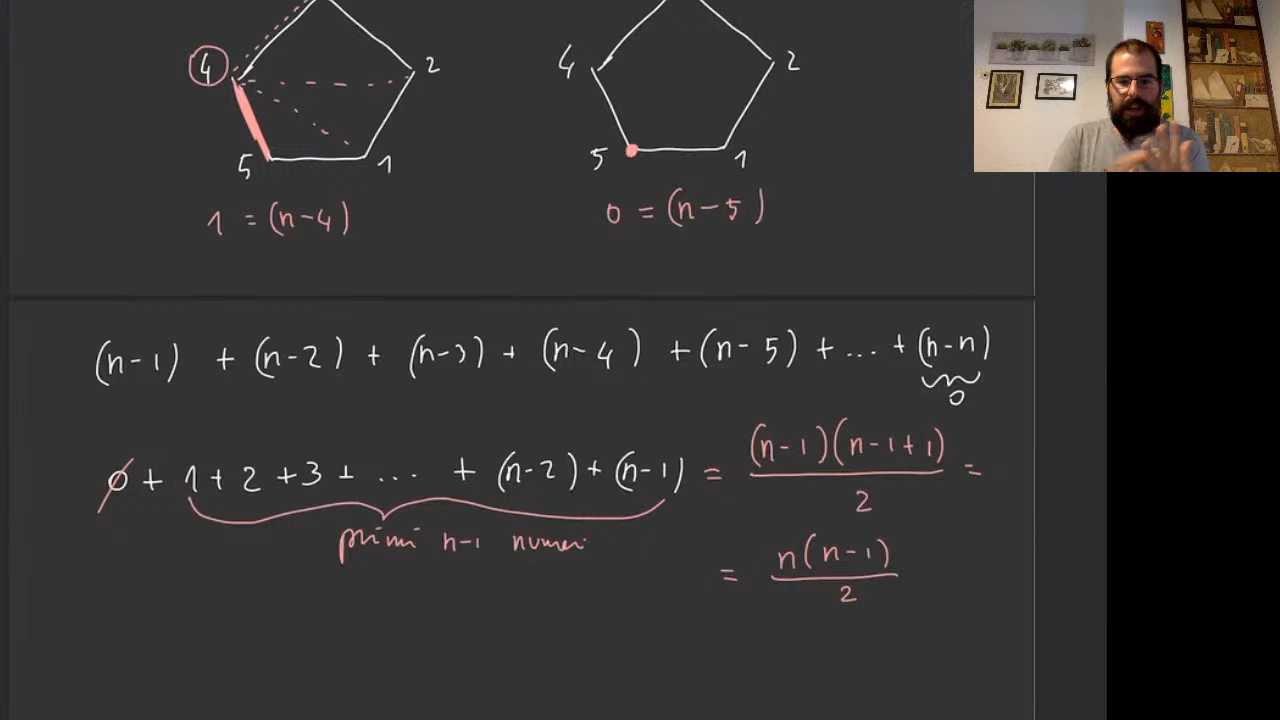 4 2 4 2
5 1 5 1
1 = (n-4) 0 = (n-5)
(n-1) + (n-2) + (n-3) + (n-4) + (n-5) + ... + (n-n)
0
0 + 1 + 2 + 3 + ... + (n-2) + (n-1) = (n-1)(n-1+1) / 2 =
primi n-1 numeri
= n(n-1) / 2